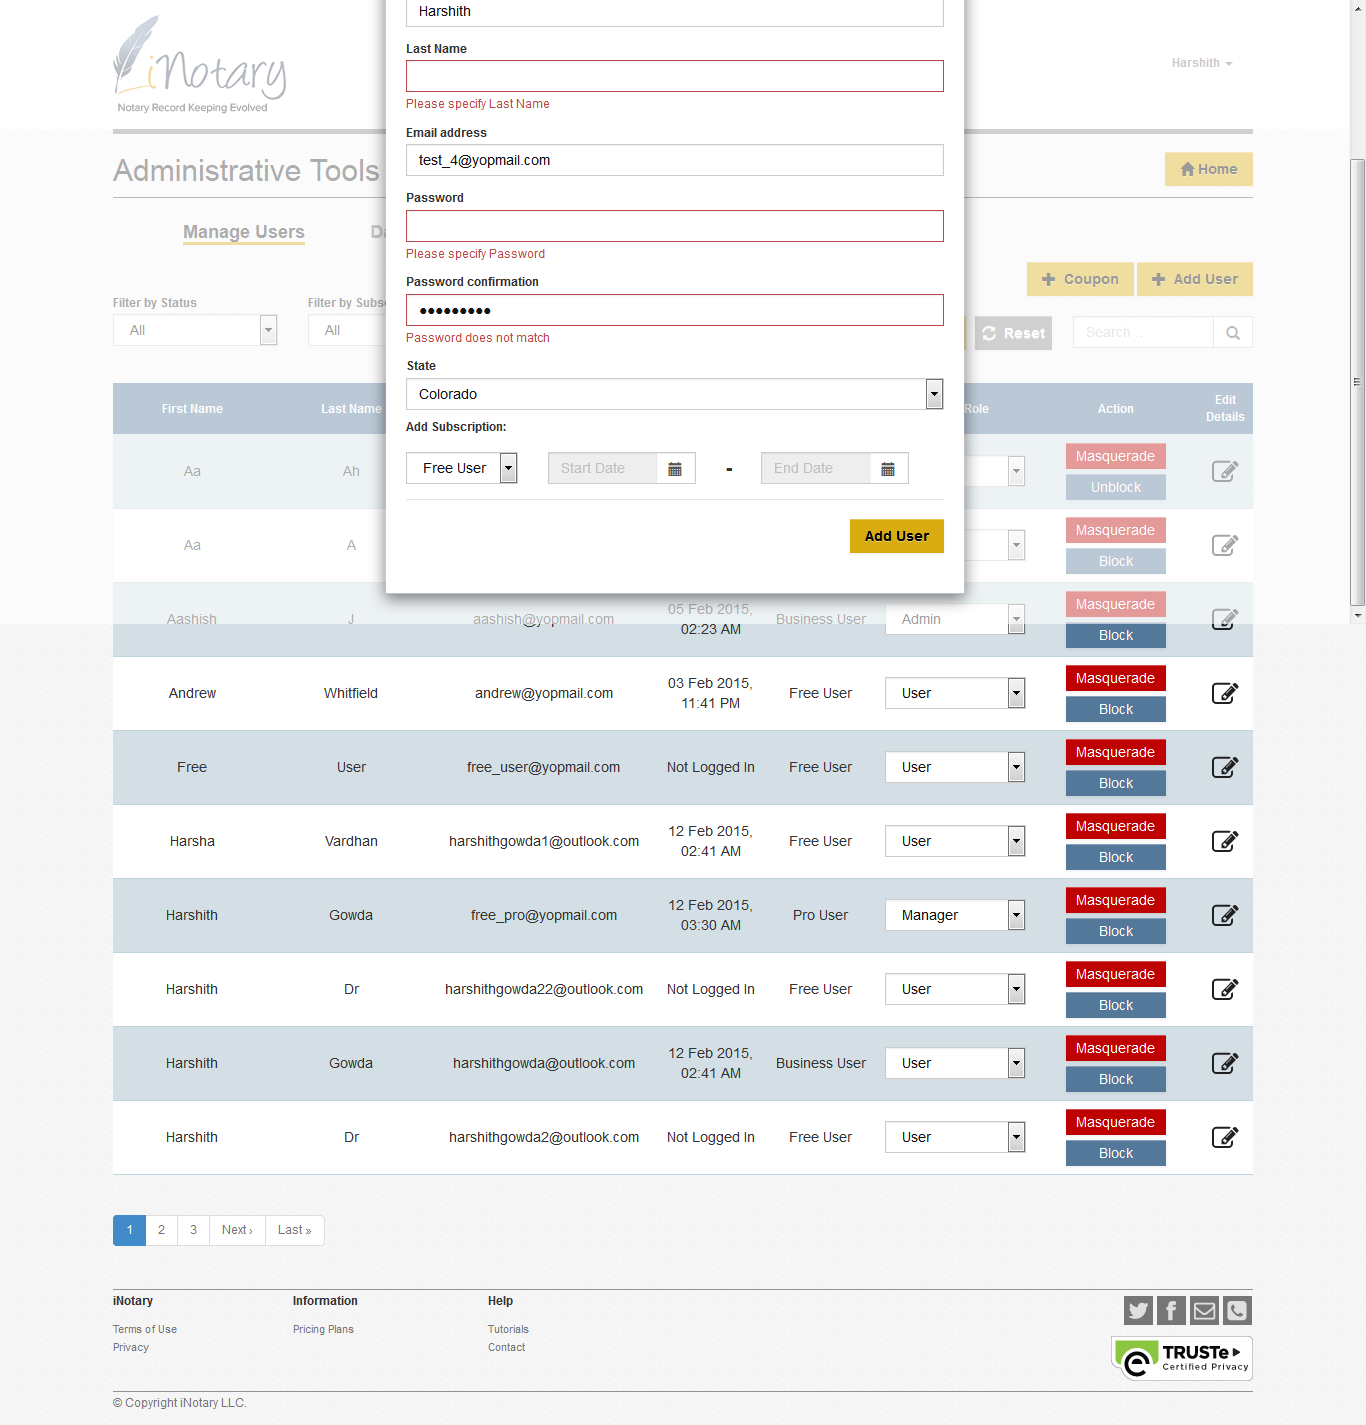 Harshith
iNotary
Notary Record Keeping Evolved
Harshith
Last Name
Please specify Last Name
Email address
test_4@yopmail.com
Administrative Tools
Home
Password
Please specify Password
Manage Users
Password confirmation
Password does not match
Coupon
Add User
Filter by Status
Filter by Subs
All
All
Reset
Search ..
State
Colorado
Add Subscription:
Free User
Start Date
-
End Date
Add User
First Name
Last Name
Role
Action
Edit
Details
Aa
Ah
Masquerade
Unblock
Aa
A
Masquerade
Block
Aashish
J
aashish@yopmail.com
05 Feb 2015,
02:23 AM
Business User
Admin
Masquerade
Block
Andrew
Whitfield
andrew@yopmail.com
03 Feb 2015,
11:41 PM
Free User
User
Masquerade
Block
Free
User
free_user@yopmail.com
Not Logged In
Free User
User
Masquerade
Block
Harsha
Vardhan
harshithgowda1@outlook.com
12 Feb 2015,
02:41 AM
Free User
User
Masquerade
Block
Harshith
Gowda
free_pro@yopmail.com
12 Feb 2015,
03:30 AM
Pro User
Manager
Masquerade
Block
Harshith
Dr
harshithgowda22@outlook.com
Not Logged In
Free User
User
Masquerade
Block
Harshith
Gowda
harshithgowda@outlook.com
12 Feb 2015,
02:41 AM
Business User
User
Masquerade
Block
Harshith
Dr
harshithgowda2@outlook.com
Not Logged In
Free User
User
Masquerade
Block
1 2 3 Next › Last »
iNotary
Terms of Use
Privacy
Information
Pricing Plans
Help
Tutorials
Contact
TRUSTe
Certified Privacy
© Copyright iNotary LLC.